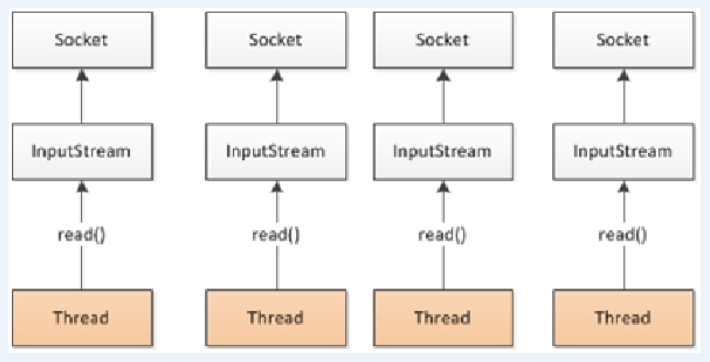 Socket Socket Socket Socket
InputStream InputStream InputStream InputStream
read() read() read() read()
Thread Thread Thread Thread